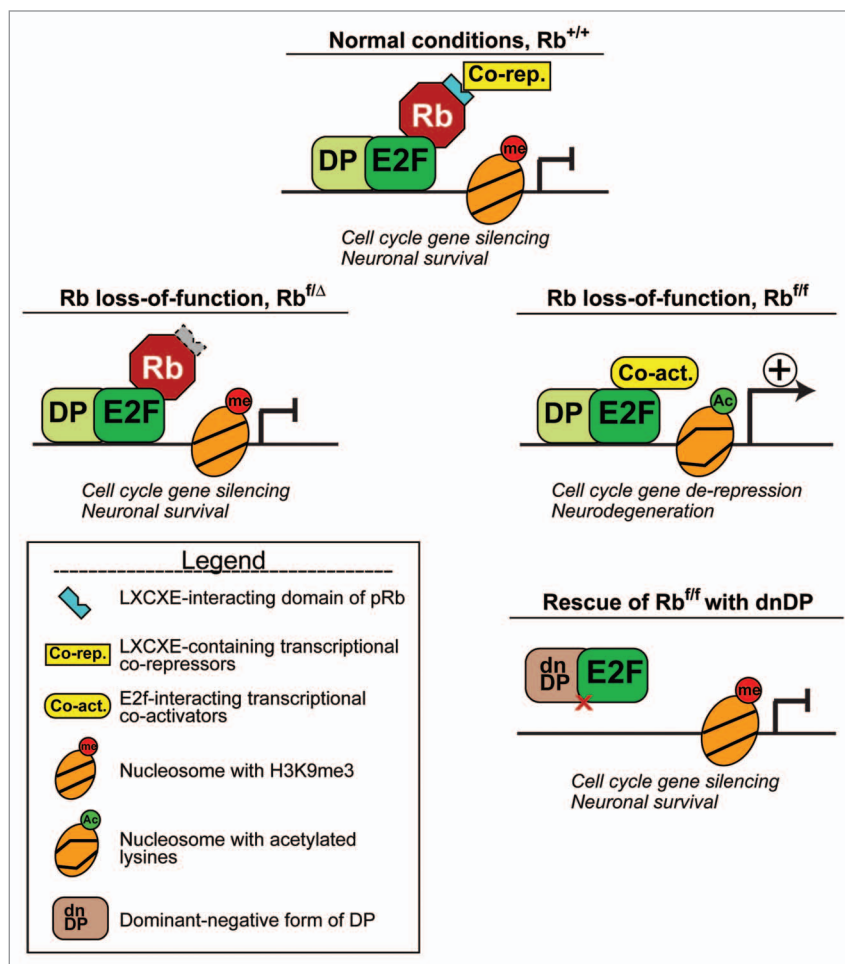 Normal conditions, Rb+/+
Co-rep.
Rb
DP E2F
me
Cell cycle gene silencing
Neuronal survival
Rb loss-of-function, Rbf/Δ
Rb
DP E2F
me
Cell cycle gene silencing
Neuronal survival
Rb loss-of-function, Rbf/f
Co-act.
DP E2F
Ac
+
Cell cycle gene de-repression
Neurodegeneration
Legend
LXCXE-interacting domain of pRb
Co-rep.
LXCXE-containing transcriptional
co-repressors
Co-act.
E2f-interacting transcriptional
co-activators
me
Nucleosome with H3K9me3
Ac
Nucleosome with acetylated
lysines
dn
DP
Dominant-negative form of DP
Rescue of Rbf/f with dnDP
dn
DP
E2F
me
Cell cycle gene silencing
Neuronal survival